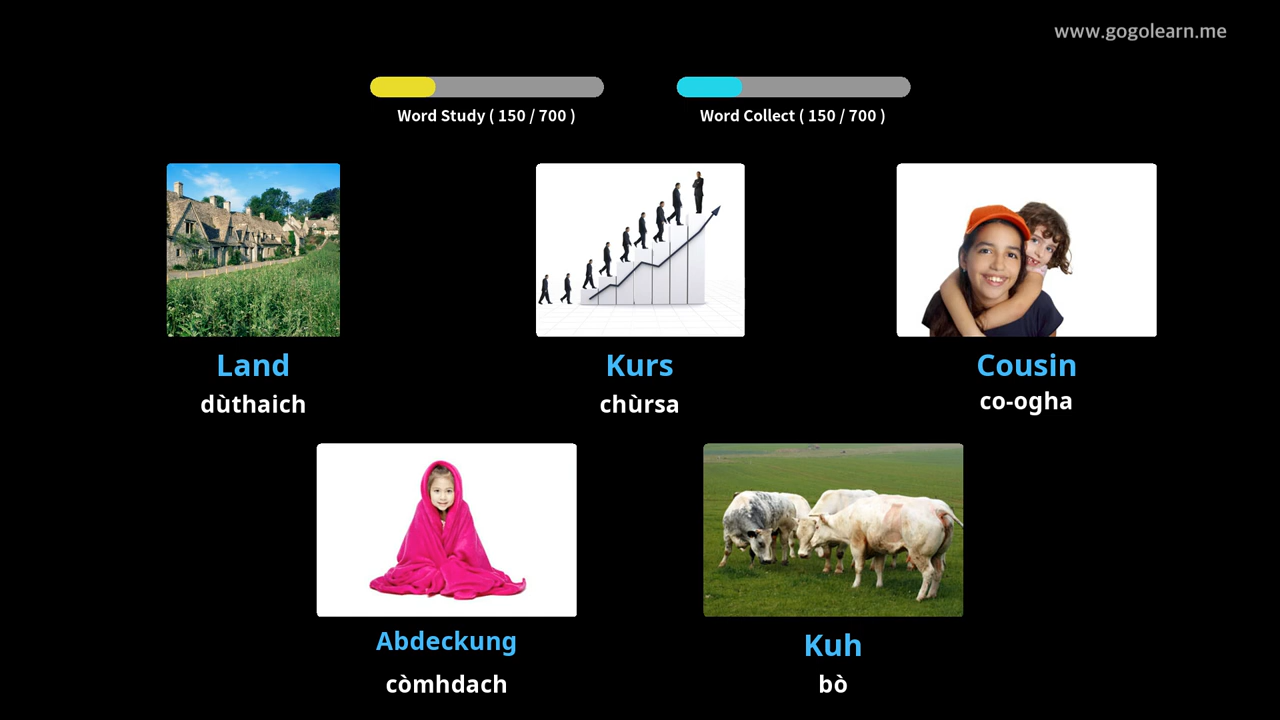 www.gogolearn.me
Word Study ( 150 / 700 )
Word Collect ( 150 / 700 )
Land
dùthaich
Kurs
chùrsa
Cousin
co-ogha
Abdeckung
còmhdach
Kuh
bò